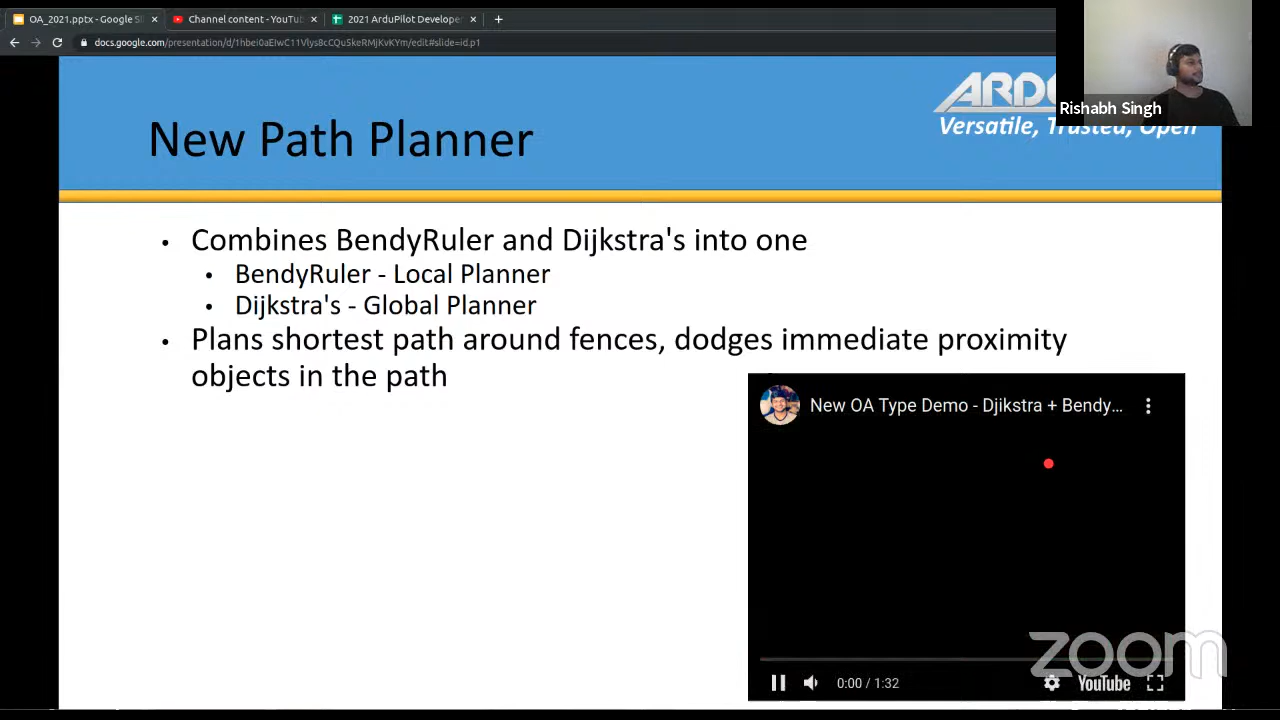 OA_2021.pptx - Google Sl
Channel content - YouTu
2021 ArduPilot Develope
docs.google.com/presentation/d/1hbei0aEIwC11Vlys8cCQu5keRMJKvKYm/edit#slide=id.p1
Rishabh Singh
Versatile, Trusted, Open
New Path Planner
• Combines BendyRuler and Dijkstra's into one
• BendyRuler - Local Planner
• Dijkstra's - Global Planner
• Plans shortest path around fences, dodges immediate proximity
objects in the path
New OA Type Demo - Djikstra + Bendy...
zoom
0:00 / 1:32
YouTube